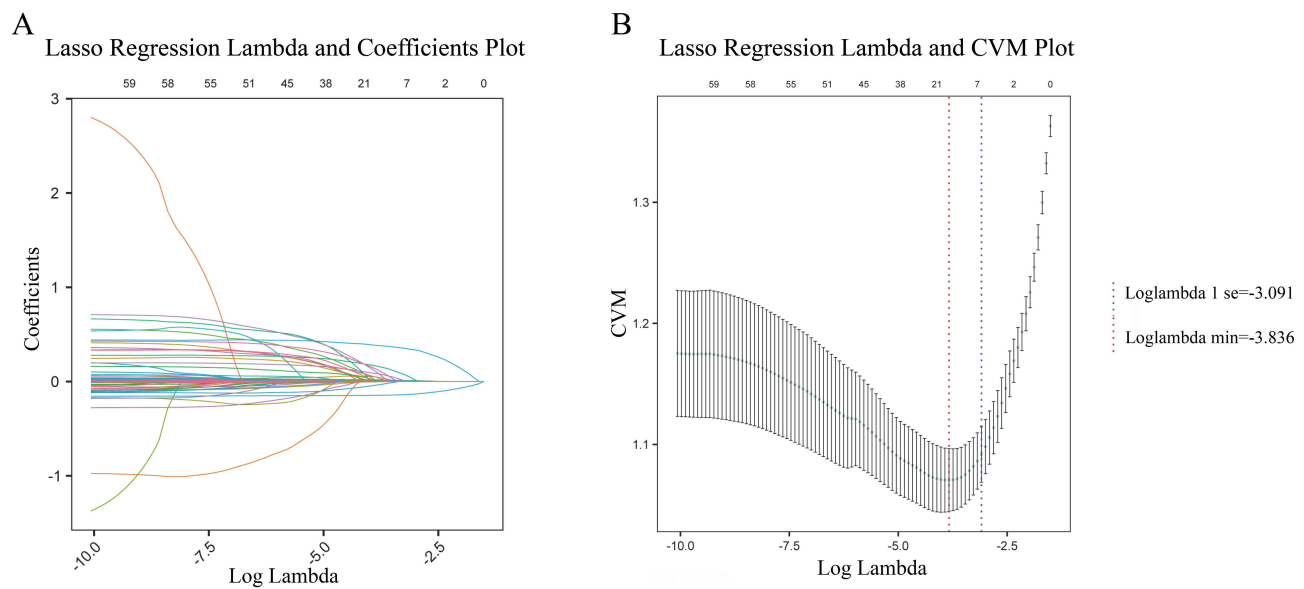 A
Lasso Regression Lambda and Coefficients Plot
59 58 55 51 45 38 21 7 2 0
3
2
1
0
-1
Coefficients
-10.0 -7.5 -5.0 -2.5
Log Lambda
B
Lasso Regression Lambda and CVM Plot
59 58 55 51 45 38 21 7 2 0
1.3
1.2
1.1
CVM
-10.0 -7.5 -5.0 -2.5
Log Lambda
Loglambda 1 se=-3.091
Loglambda min=-3.836